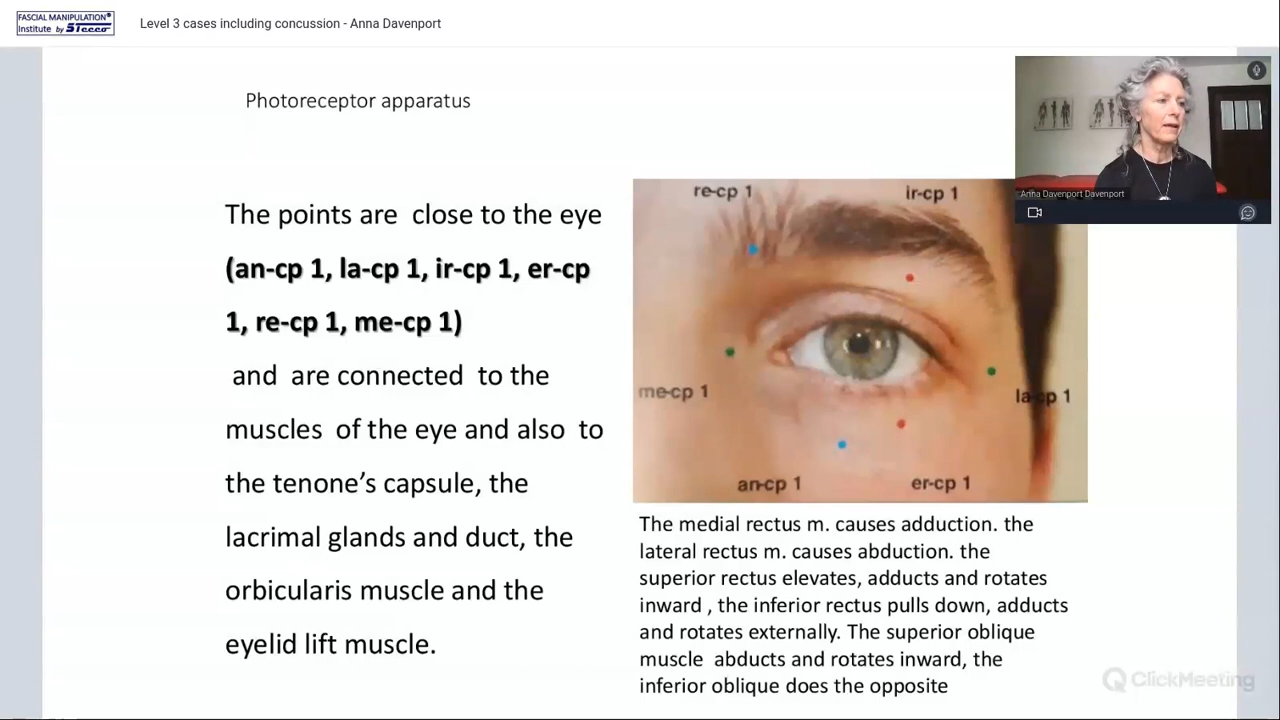 FASCIAL MANIPULATION®
Institute by Stecco
Level 3 cases including concussion - Anna Davenport
Photoreceptor apparatus
Anna Davenport Davenport
The points are close to the eye
(an-cp 1, la-cp 1, ir-cp 1, er-cp
1, re-cp 1, me-cp 1)
and are connected to the
muscles of the eye and also to
the tenone’s capsule, the
lacrimal glands and duct, the
orbicularis muscle and the
eyelid lift muscle.
re-cp 1
ir-cp 1
me-cp 1
la-cp 1
an-cp 1
er-cp 1
The medial rectus m. causes adduction. the
lateral rectus m. causes abduction. the
superior rectus elevates, adducts and rotates
inward , the inferior rectus pulls down, adducts
and rotates externally. The superior oblique
muscle abducts and rotates inward, the
inferior oblique does the opposite
ClickMeeting